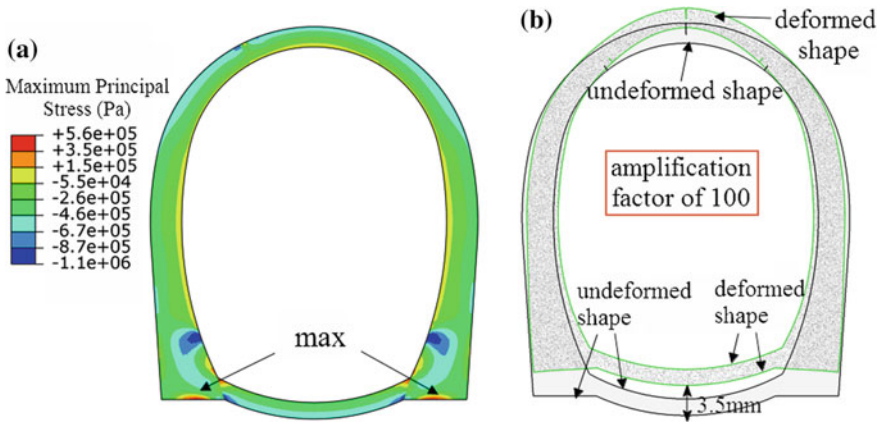 (a)
Maximum Principal
Stress (Pa)
+5.6e+05
+3.5e+05
+1.5e+05
-5.5e+04
-2.6e+05
-4.6e+05
-6.7e+05
-8.7e+05
-1.1e+06
max
(b)
deformed
shape
undeformed shape
amplification
factor of 100
undeformed
shape
deformed
shape
3.5mm